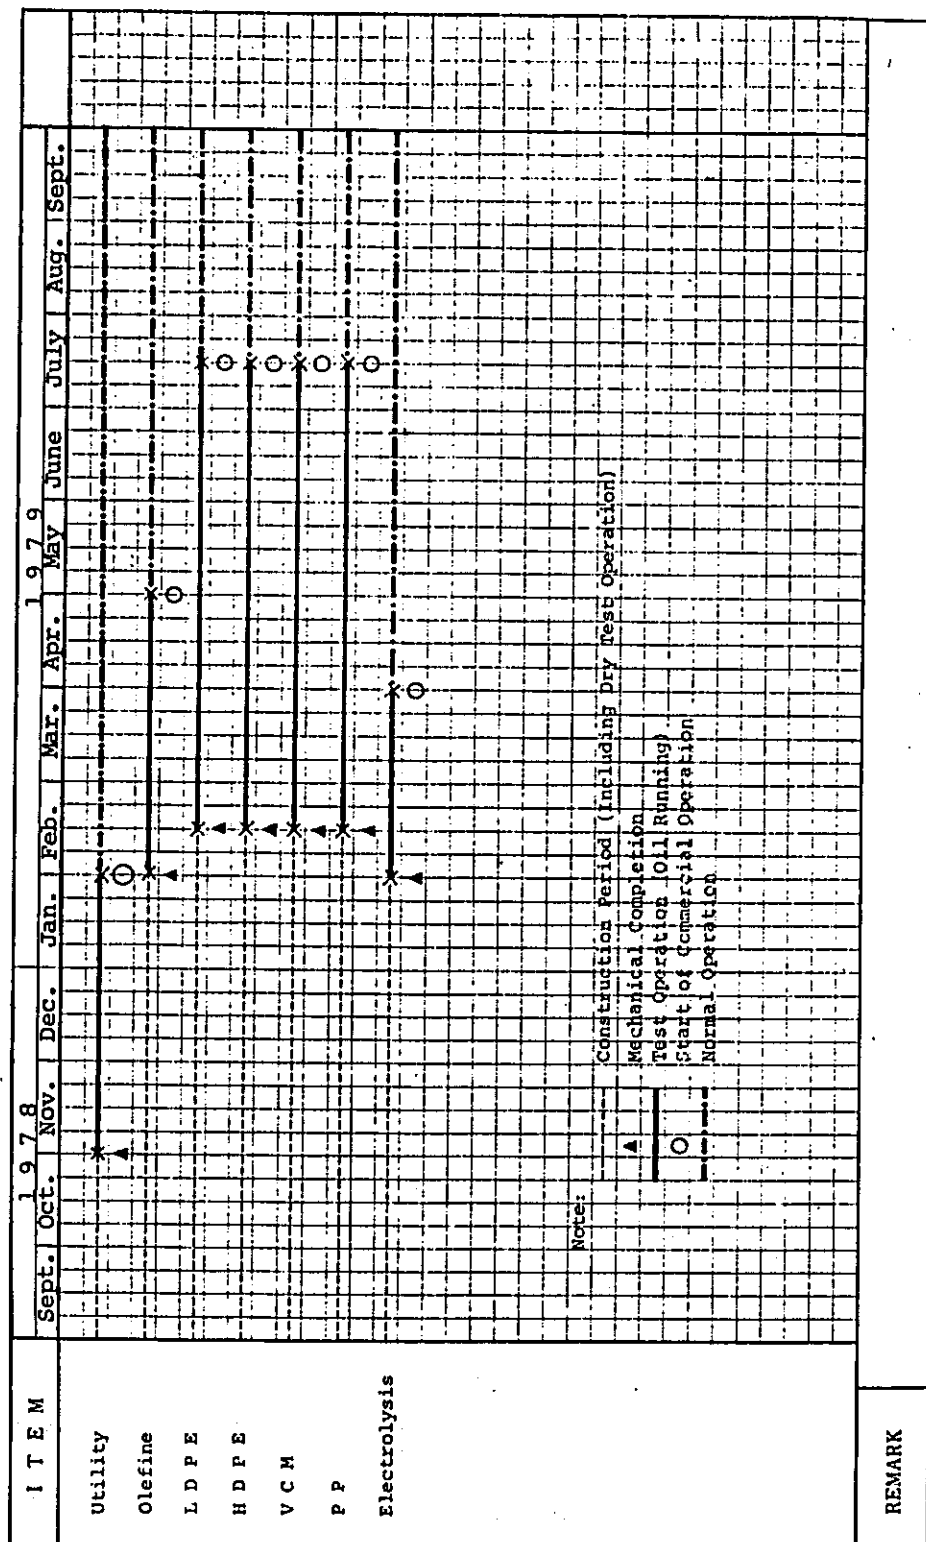 I T E M
1 9 7 8
1 9 7 9
Sept. Oct. Nov. Dec. Jan. Feb. Mar. Apr. May June July Aug. Sept.
Utility
Olefine
L D P E
H D P E
V C M
P P
Electrolysis
Note:
Construction Period (Including Dry Test Operation)
Mechanical Completion
Test Operation (Oil Running)
Start of Commercial Operation
Normal Operation
REMARK